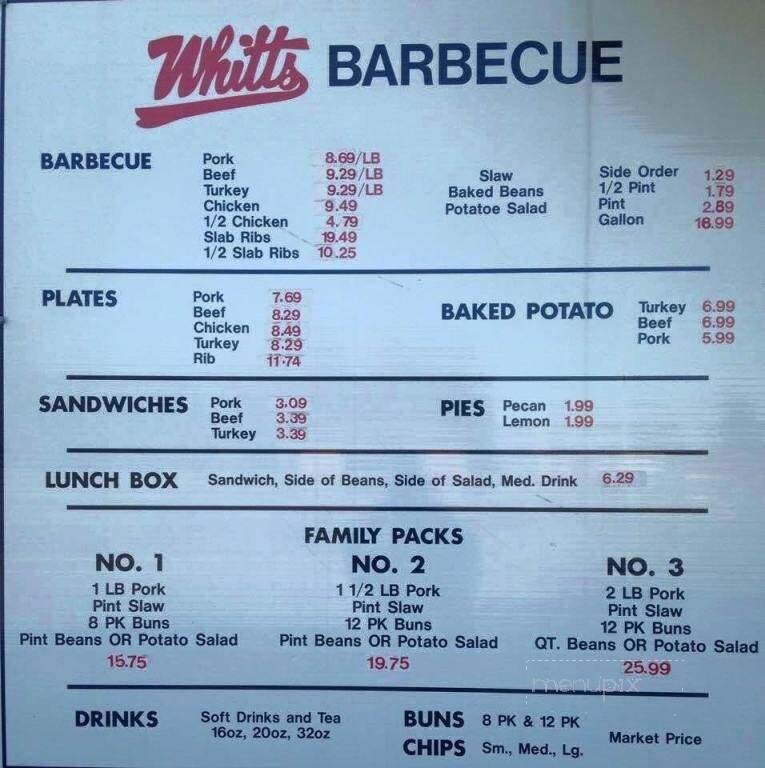 Whitts BARBECUE
BARBECUE
Pork 8.69/LB
Beef 9.29/LB
Turkey 9.29/LB
Chicken 9.49
1/2 Chicken 4.79
Slab Ribs 19.49
1/2 Slab Ribs 10.25
Slaw
Baked Beans
Potatoe Salad
Side Order 1.29
1/2 Pint 1.79
Pint 2.89
Gallon 18.99
PLATES
Pork 7.69
Beef 8.29
Chicken 8.49
Turkey 8.29
Rib 11.74
BAKED POTATO
Turkey 6.99
Beef 6.99
Pork 5.99
SANDWICHES
Pork 3.09
Beef 3.39
Turkey 3.39
PIES
Pecan 1.99
Lemon 1.99
LUNCH BOX Sandwich, Side of Beans, Side of Salad, Med. Drink 6.29
FAMILY PACKS
NO. 1
1 LB Pork
Pint Slaw
8 PK Buns
Pint Beans OR Potato Salad
15.75
NO. 2
1 1/2 LB Pork
Pint Slaw
12 PK Buns
Pint Beans OR Potato Salad
19.75
NO. 3
2 LB Pork
Pint Slaw
12 PK Buns
QT. Beans OR Potato Salad
25.99
menupix
DRINKS
Soft Drinks and Tea
16oz, 20oz, 32oz
BUNS 8 PK & 12 PK
CHIPS Sm., Med., Lg.
Market Price